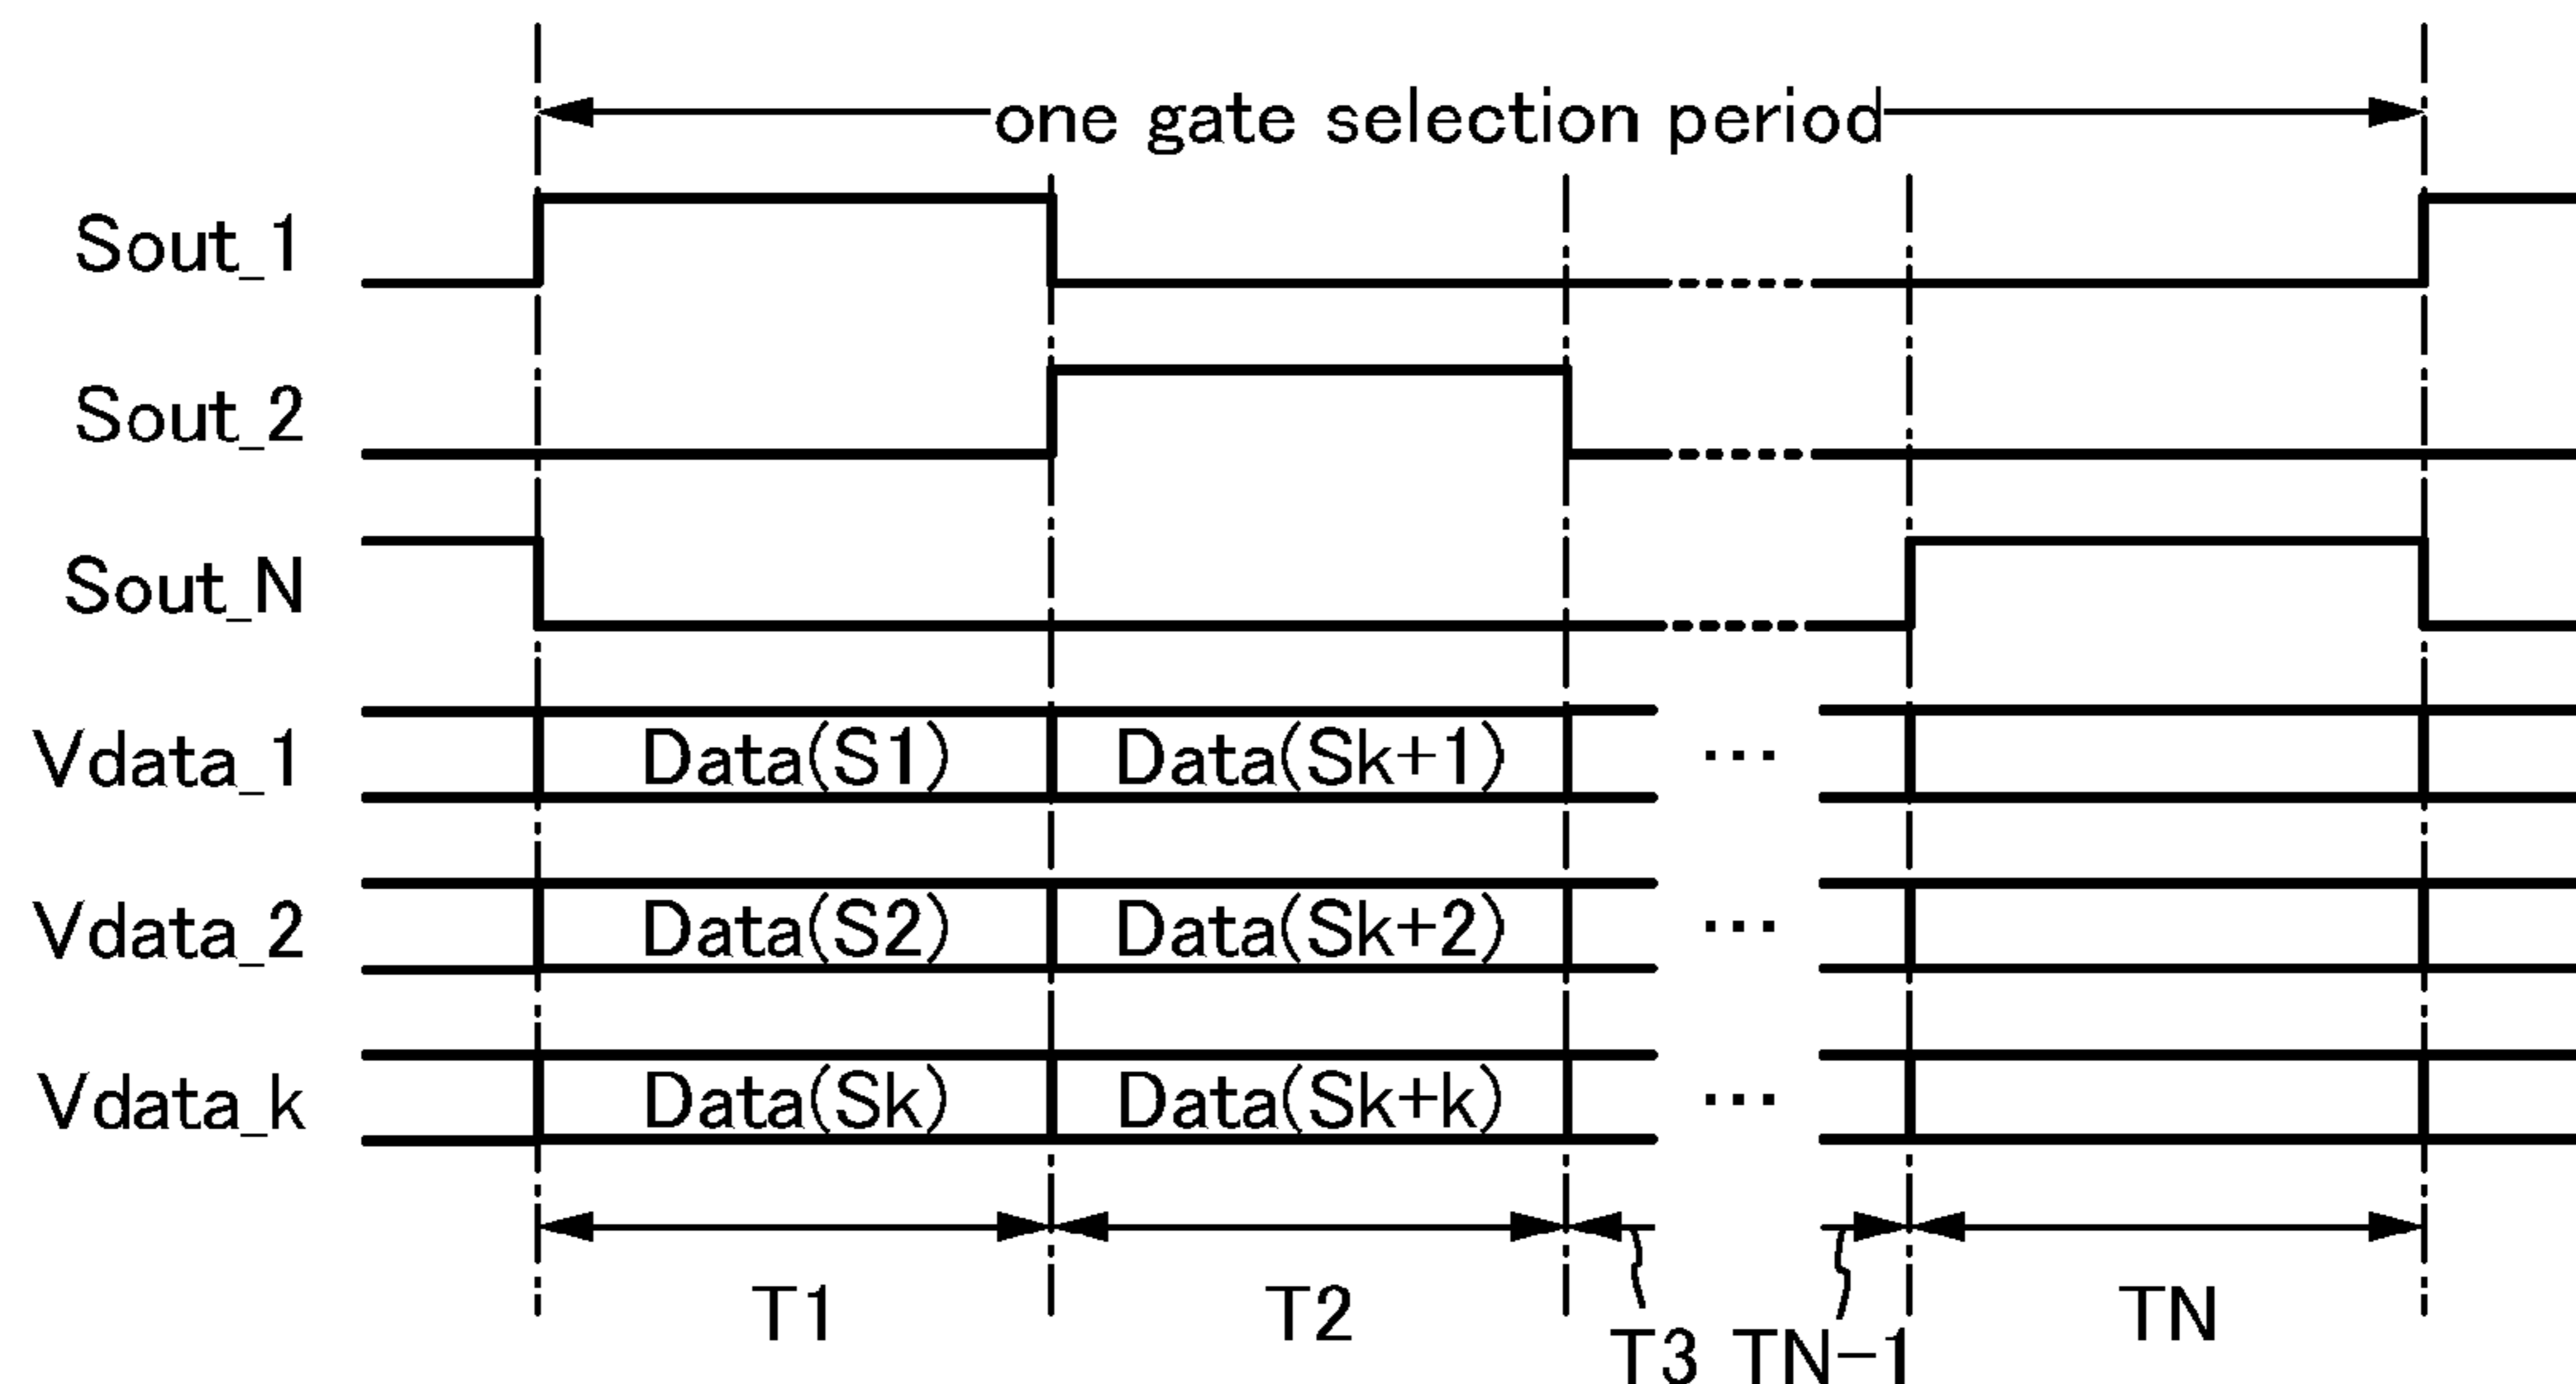 one gate selection period
Sout_1
Sout_2
Sout_N
Vdata_1 Data(S1) Data(Sk+1) ...
Vdata_2 Data(S2) Data(Sk+2) ...
Vdata_k Data(Sk) Data(Sk+k) ...
T1 T2 T3 TN-1 TN